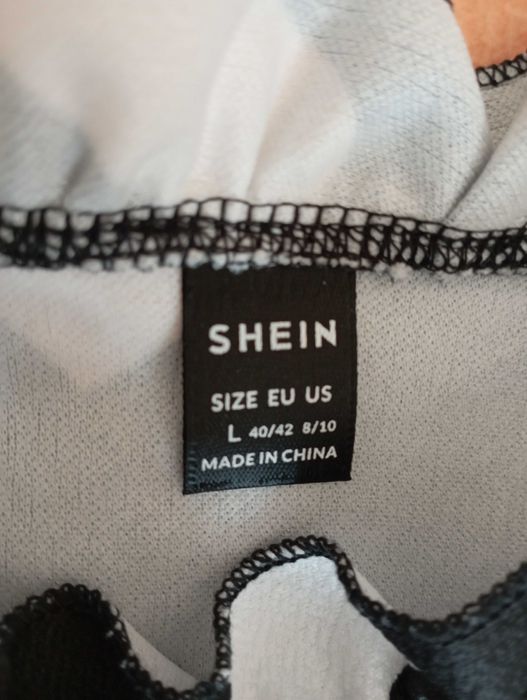 SHEIN
SIZE EU US
L 40/42 8/10
MADE IN CHINA